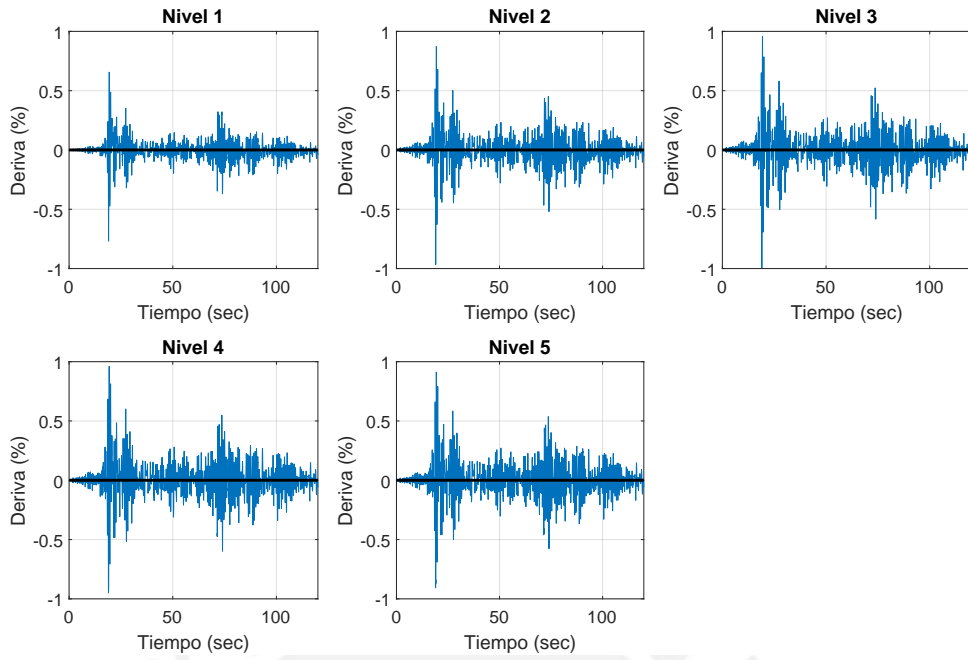 Nivel 1
1
0.5
0
-0.5
-1
Deriva (%)
0 50 100
Tiempo (sec)
Nivel 2
1
0.5
0
-0.5
-1
Deriva (%)
0 50 100
Tiempo (sec)
Nivel 3
1
0.5
0
-0.5
-1
Deriva (%)
0 50 100
Tiempo (sec)
Nivel 4
1
0.5
0
-0.5
-1
Deriva (%)
0 50 100
Tiempo (sec)
Nivel 5
1
0.5
0
-0.5
-1
Deriva (%)
0 50 100
Tiempo (sec)